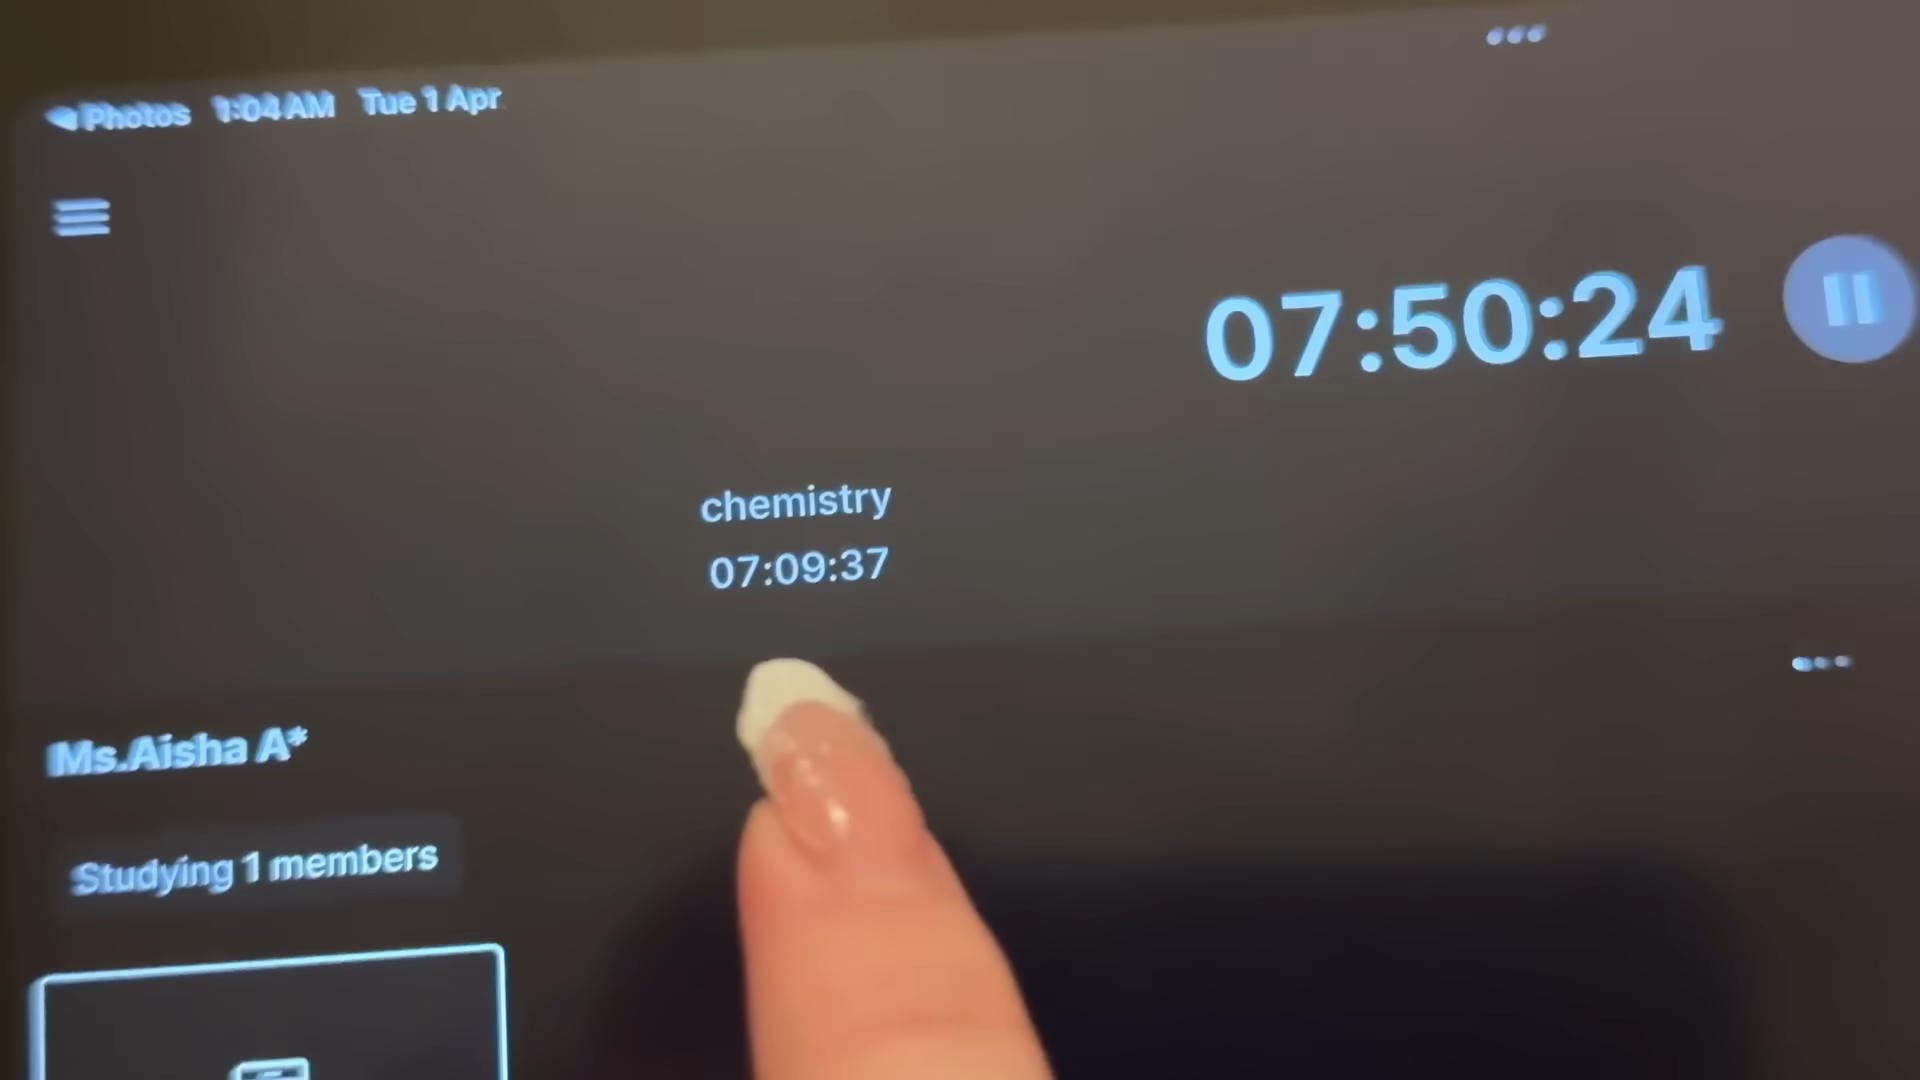 Photos 1:04 AM Tue 1 Apr
07:50:24
chemistry
07:09:37
Ms.Aisha A*
Studying 1 members